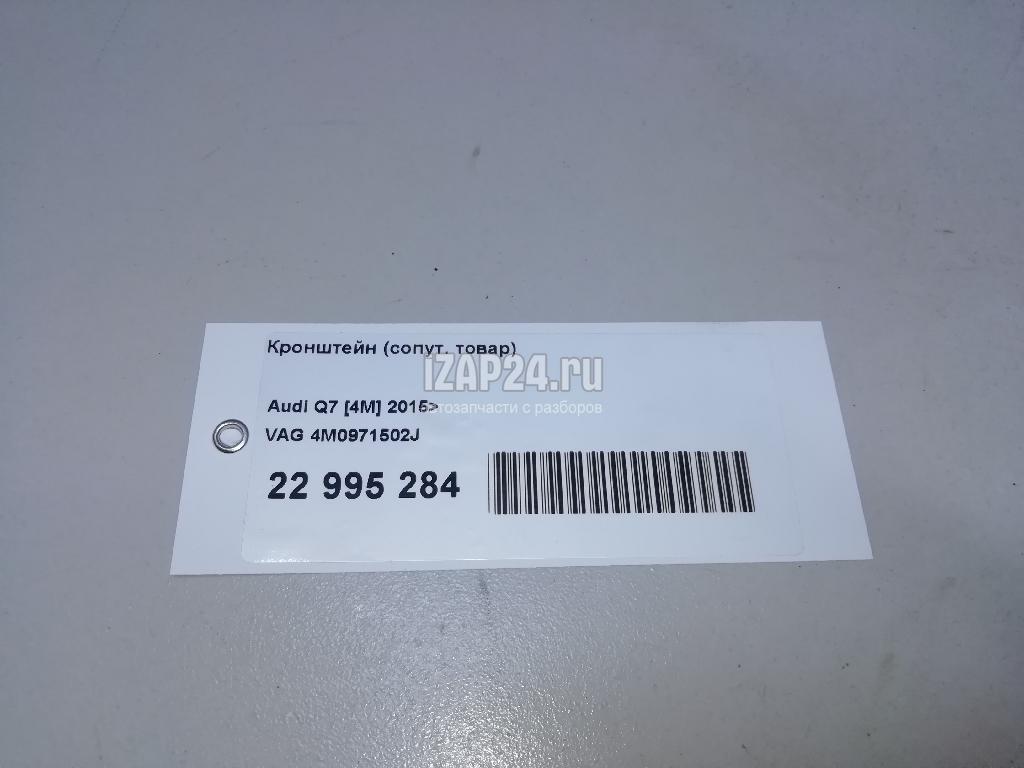 Кронштейн (сопут. товар)
iZAP24.ru
Audi Q7 [4M] 2015>
автозапчасти с разборов
VAG 4M0971502J
22 995 284